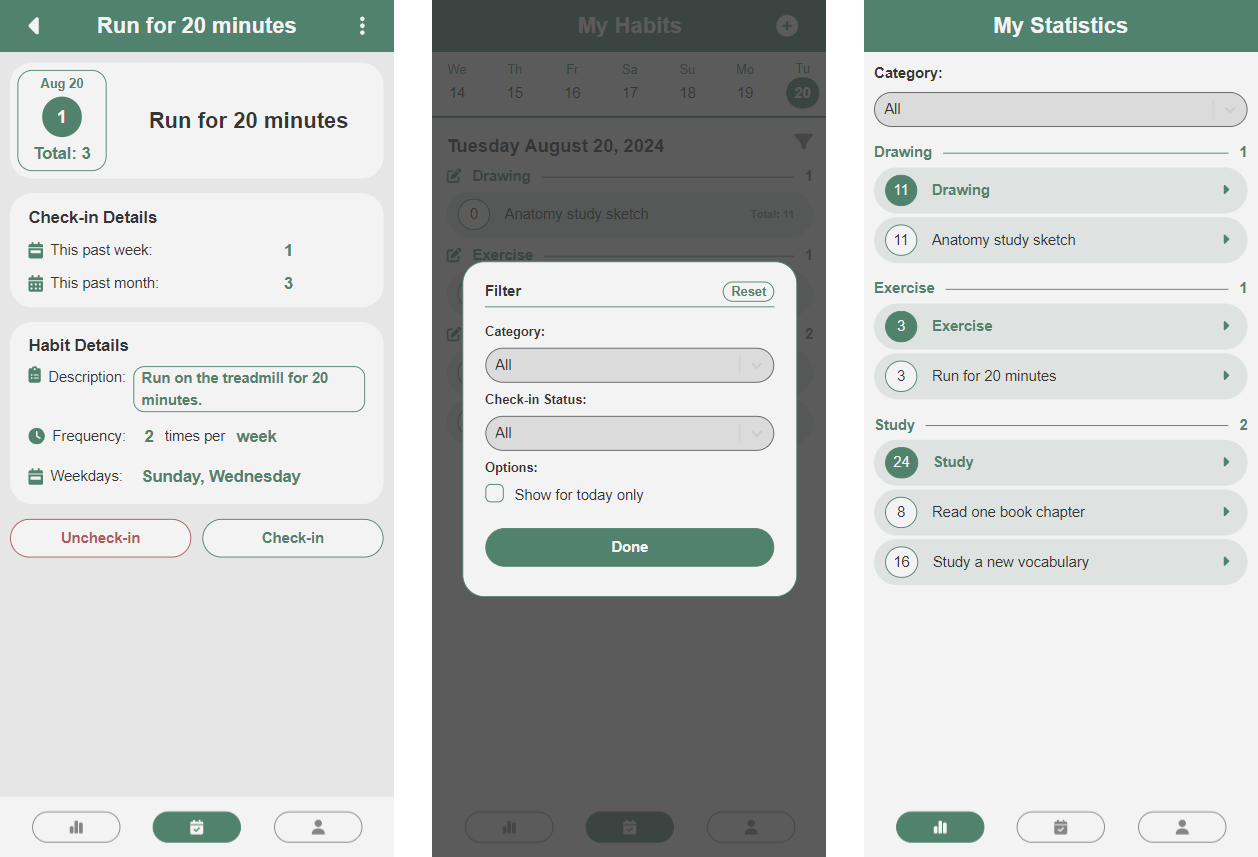 Run for 20 minutes
Aug 20
1
Total: 3
Run for 20 minutes
Check-in Details
This past week: 1
This past month: 3
Habit Details
Description: Run on the treadmill for 20
minutes.
Frequency: 2 times per week
Weekdays: Sunday, Wednesday
Uncheck-in Check-in
My Habits
We Th Fr Sa Su Mo Tu
14 15 16 17 18 19 20
Tuesday August 20, 2024
Drawing 1
0 Anatomy study sketch Total: 11
Exercise 1
2
Filter Reset
Category:
All
Check-in Status:
All
Options:
Show for today only
Done
My Statistics
Category:
All
Drawing 1
11 Drawing
11 Anatomy study sketch
Exercise 1
3 Exercise
3 Run for 20 minutes
Study 2
24 Study
8 Read one book chapter
16 Study a new vocabulary